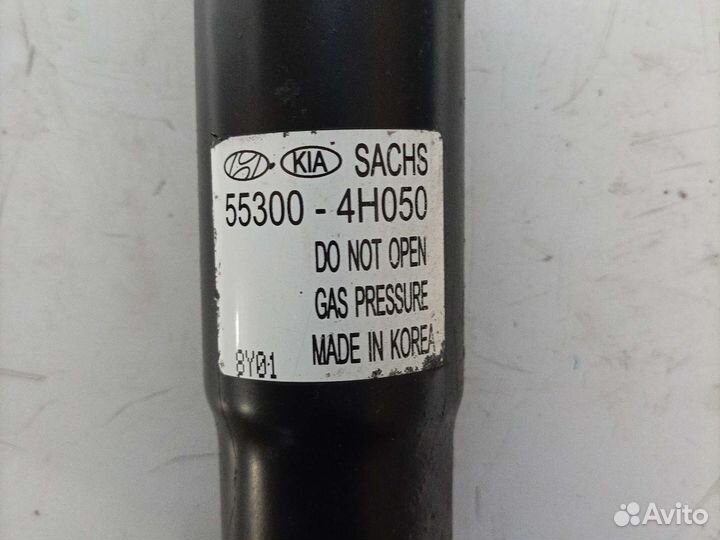 KIA SACHS
55300 - 4H050
DO NOT OPEN
GAS PRESSURE
MADE IN KOREA
8Y01
Avito